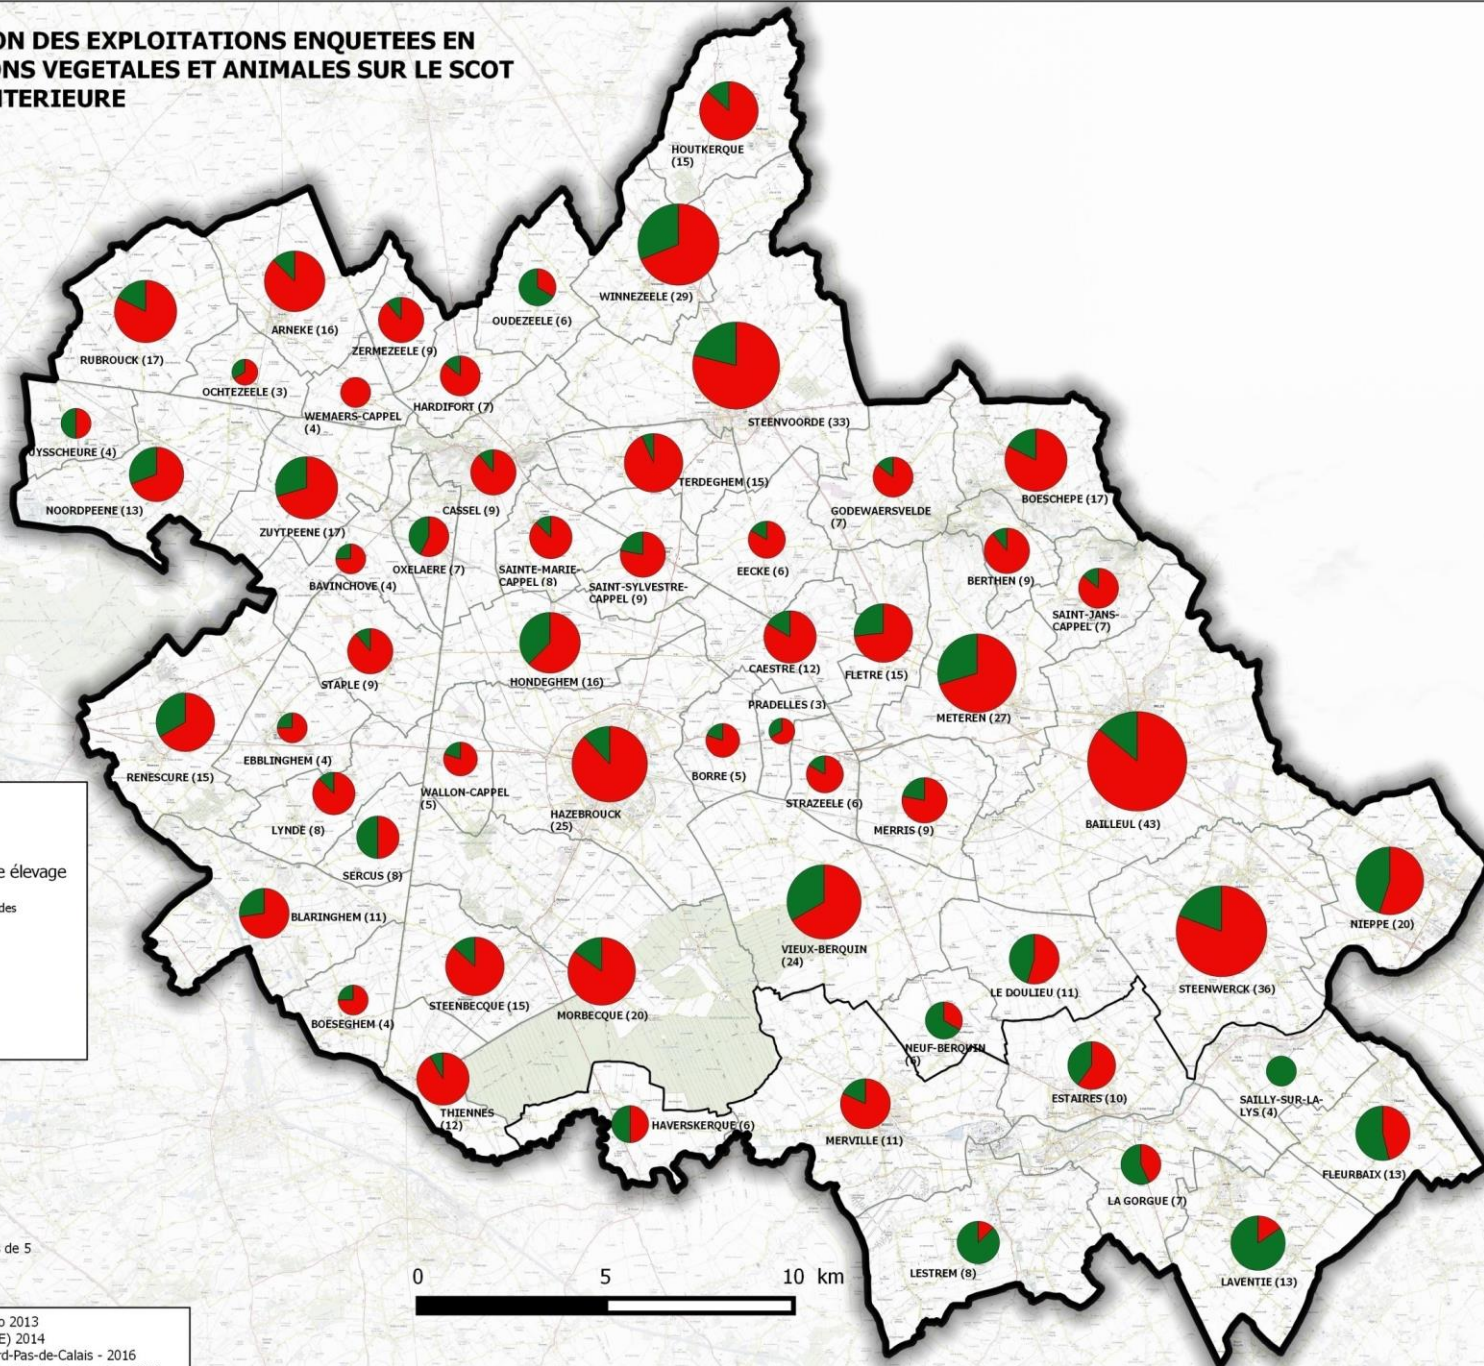 ON DES EXPLOITATIONS ENQUETEES EN
ONS VEGETALES ET ANIMALES SUR LE SCOT
NTERIEURE
HOUTKERQUE
(15)
WINNEZEELE (29)
OUDEZEELE (6)
ARNEKE (16)
ZERMEZEELE (9)
RUBROUCK (17)
OCHTEZEELE (3)
WEMAERS-CAPPEL
(4)
HARDIFORT (7)
STEENVOORDE (33)
UYSSCHEURE (4)
NOORDPEENE (13)
ZUYTPEENE (17)
CASSEL (9)
TERDEGHEM (15)
GODEWAERSVELDE
(7)
BOESCHEPE (17)
BAVINCHOVE (4)
OXELAERE (7)
SAINTE-MARIE-
CAPPEL (8)
SAINT-SYLVESTRE-
CAPPEL (9)
EECKE (6)
BERTHEN (9)
SAINT-JANS-
CAPPEL (7)
STAPLE (9)
HONDEGHEM (16)
CAESTRE (12)
FLETRE (15)
METEREN (27)
PRADELLES (3)
RENESCURE (15)
EBBLINGHEM (4)
WALLON-CAPPEL
(5)
HAZEBROUCK
(25)
BORRE (5)
STRAZEELE (6)
MERRIS (9)
BAILLEUL (43)
LYNDE (8)
SERCUS (8)
e élevage
des
BLARINGHEM (11)
VIEUX-BERQUIN
(24)
NIEPPE (20)
STEENBECQUE (15)
MORBECQUE (20)
LE DOULIEU (11)
STEENWERCK (36)
BOESEGHEM (4)
NEUF-BERQUIN
(6)
ESTAIRES (10)
SAILLY-SUR-LA-
LYS (4)
THIENNES
(12)
HAVERSKERQUE (6)
MERVILLE (11)
FLEURBAIX (13)
LA GORGUE (7)
LESTREM (8)
LAVENTIE (13)
de 5
0 5 10 km
o 2013
E) 2014
rd-Pas-de-Calais - 2016